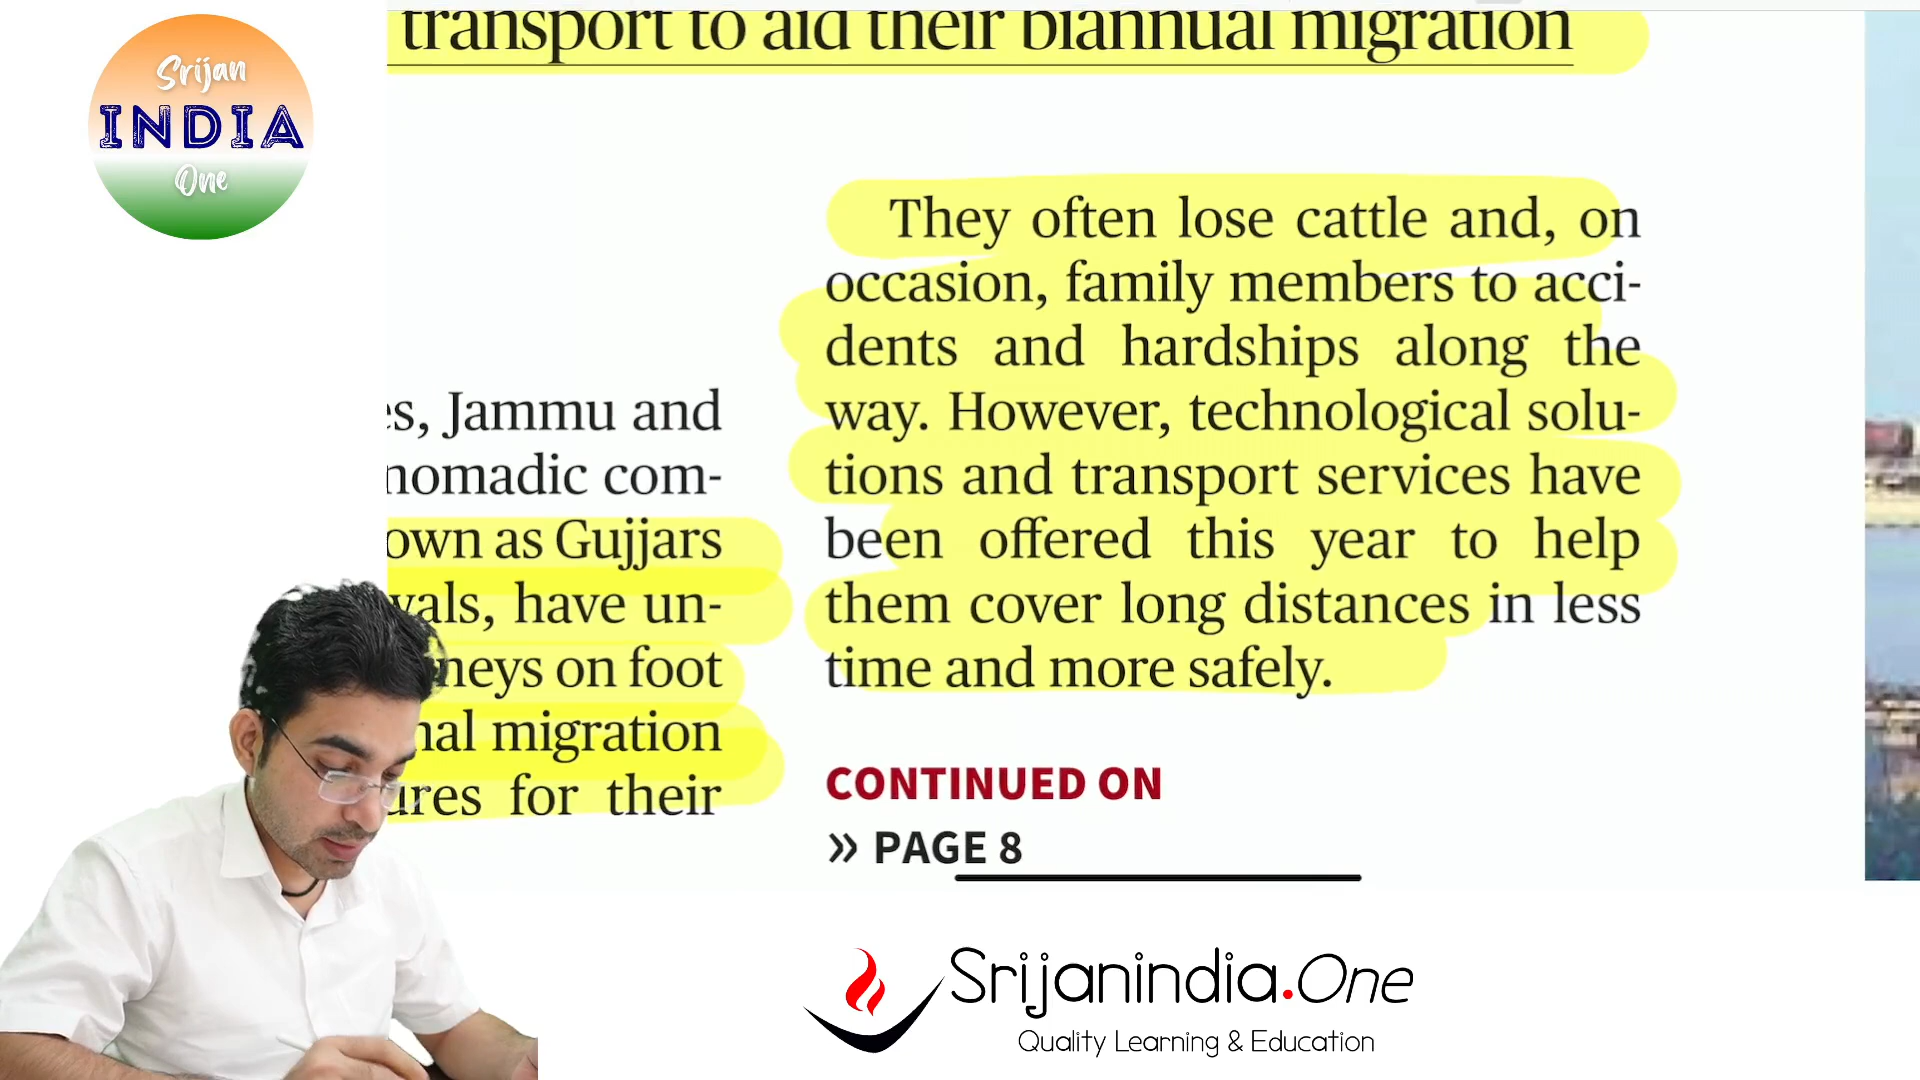 Srijan
INDIA
One
transport to aid their biannual migration
es, Jammu and
nomadic com-
own as Gujjars
vals, have un-
neys on foot
nal migration
ures for their
They often lose cattle and, on
occasion, family members to acci-
dents and hardships along the
way. However, technological solu-
tions and transport services have
been offered this year to help
them cover long distances in less
time and more safely.
CONTINUED ON
» PAGE 8
Srijanindia.One
Quality Learning & Education